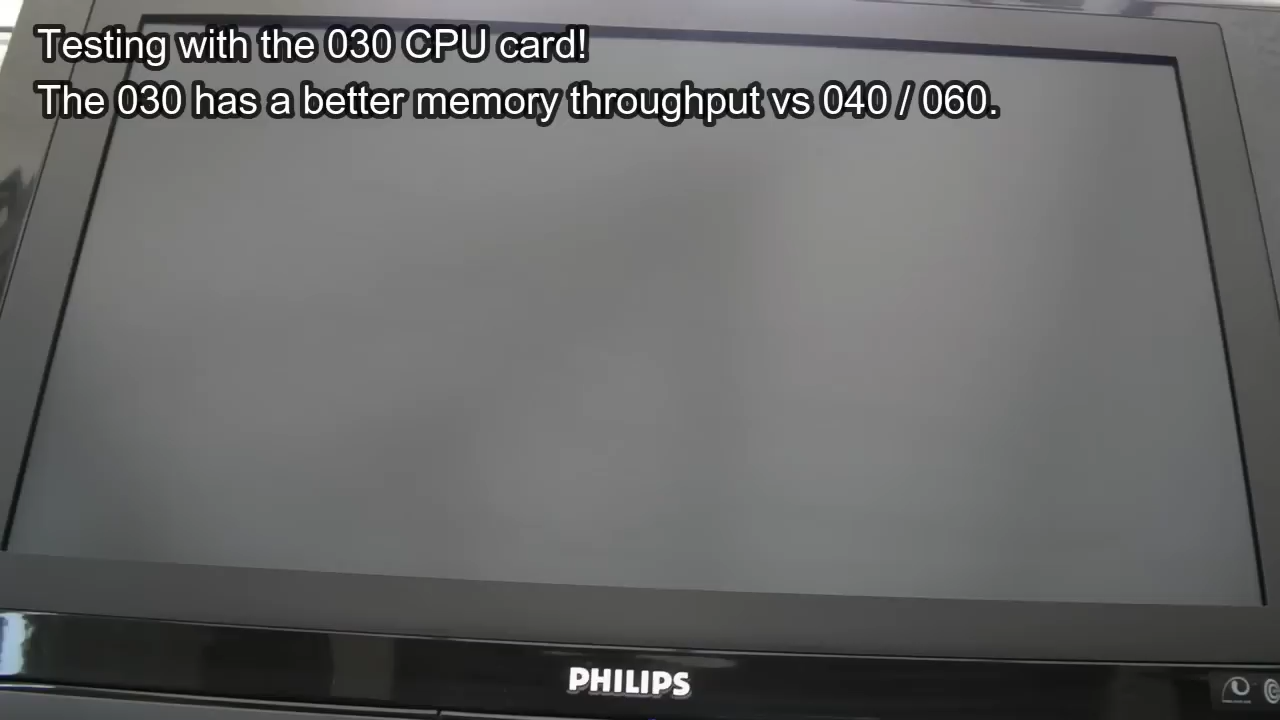 Testing with the 030 CPU card!
The 030 has a better memory throughput vs 040 / 060.
PHILIPS